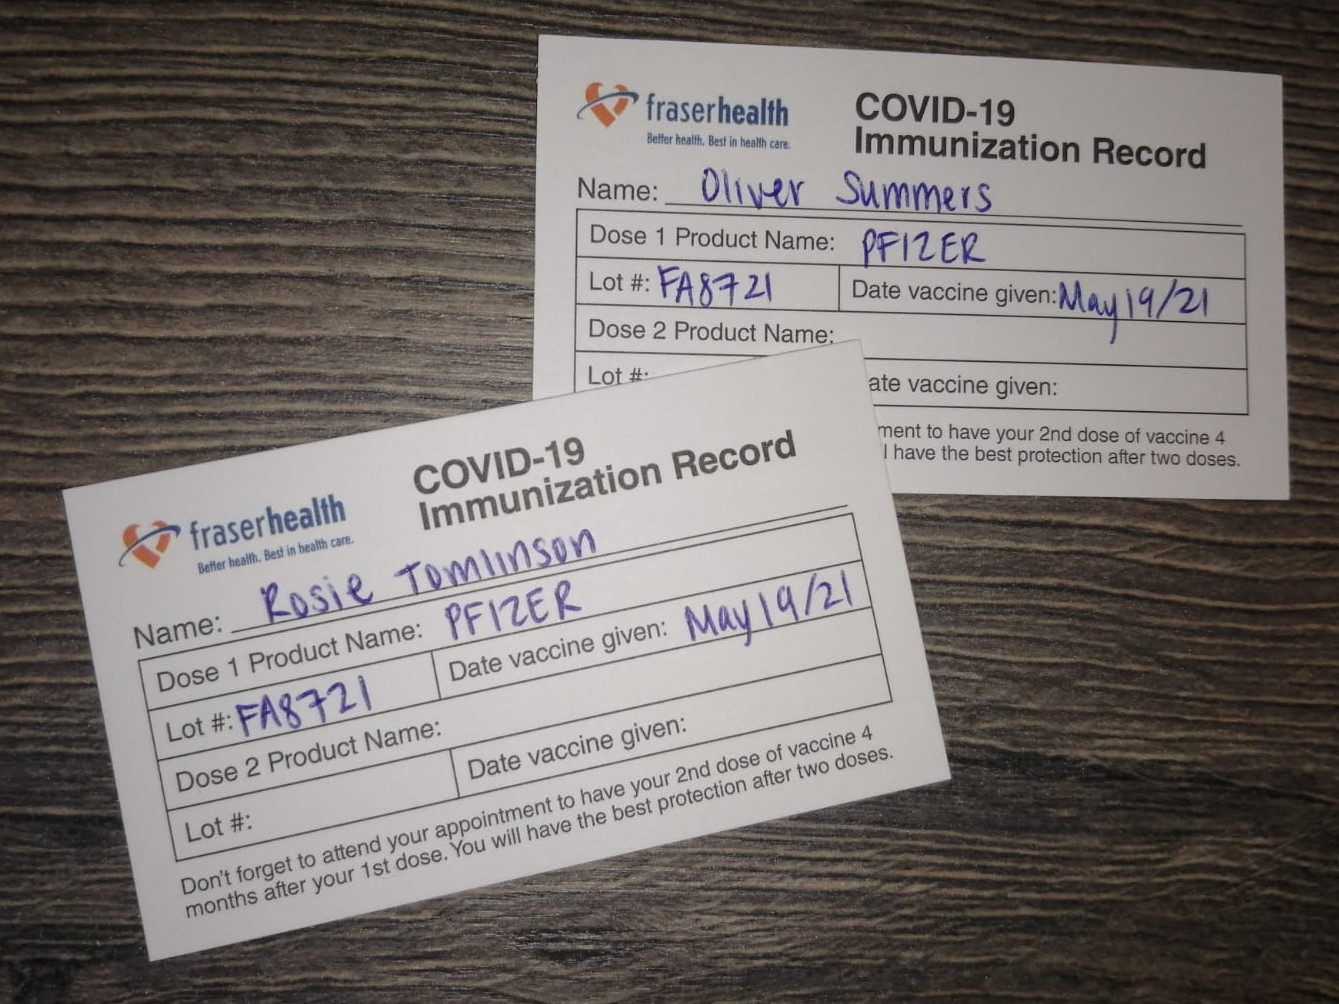 fraserhealth
Better health. Best in health care.
COVID-19
Immunization Record
Name: Oliver Summers
Dose 1 Product Name: PFIZER
Lot #: FA8721 Date vaccine given: May 19/21
Dose 2 Product Name:
Lot #: ate vaccine given:
ment to have your 2nd dose of vaccine 4
l have the best protection after two doses.
fraserhealth
Better health. Best in health care.
COVID-19
Immunization Record
Name: Rosie Tomlinson
Dose 1 Product Name: PFIZER
Lot #: FA8721 Date vaccine given: May 19/21
Dose 2 Product Name:
Lot #: Date vaccine given:
Don't forget to attend your appointment to have your 2nd dose of vaccine 4
months after your 1st dose. You will have the best protection after two doses.